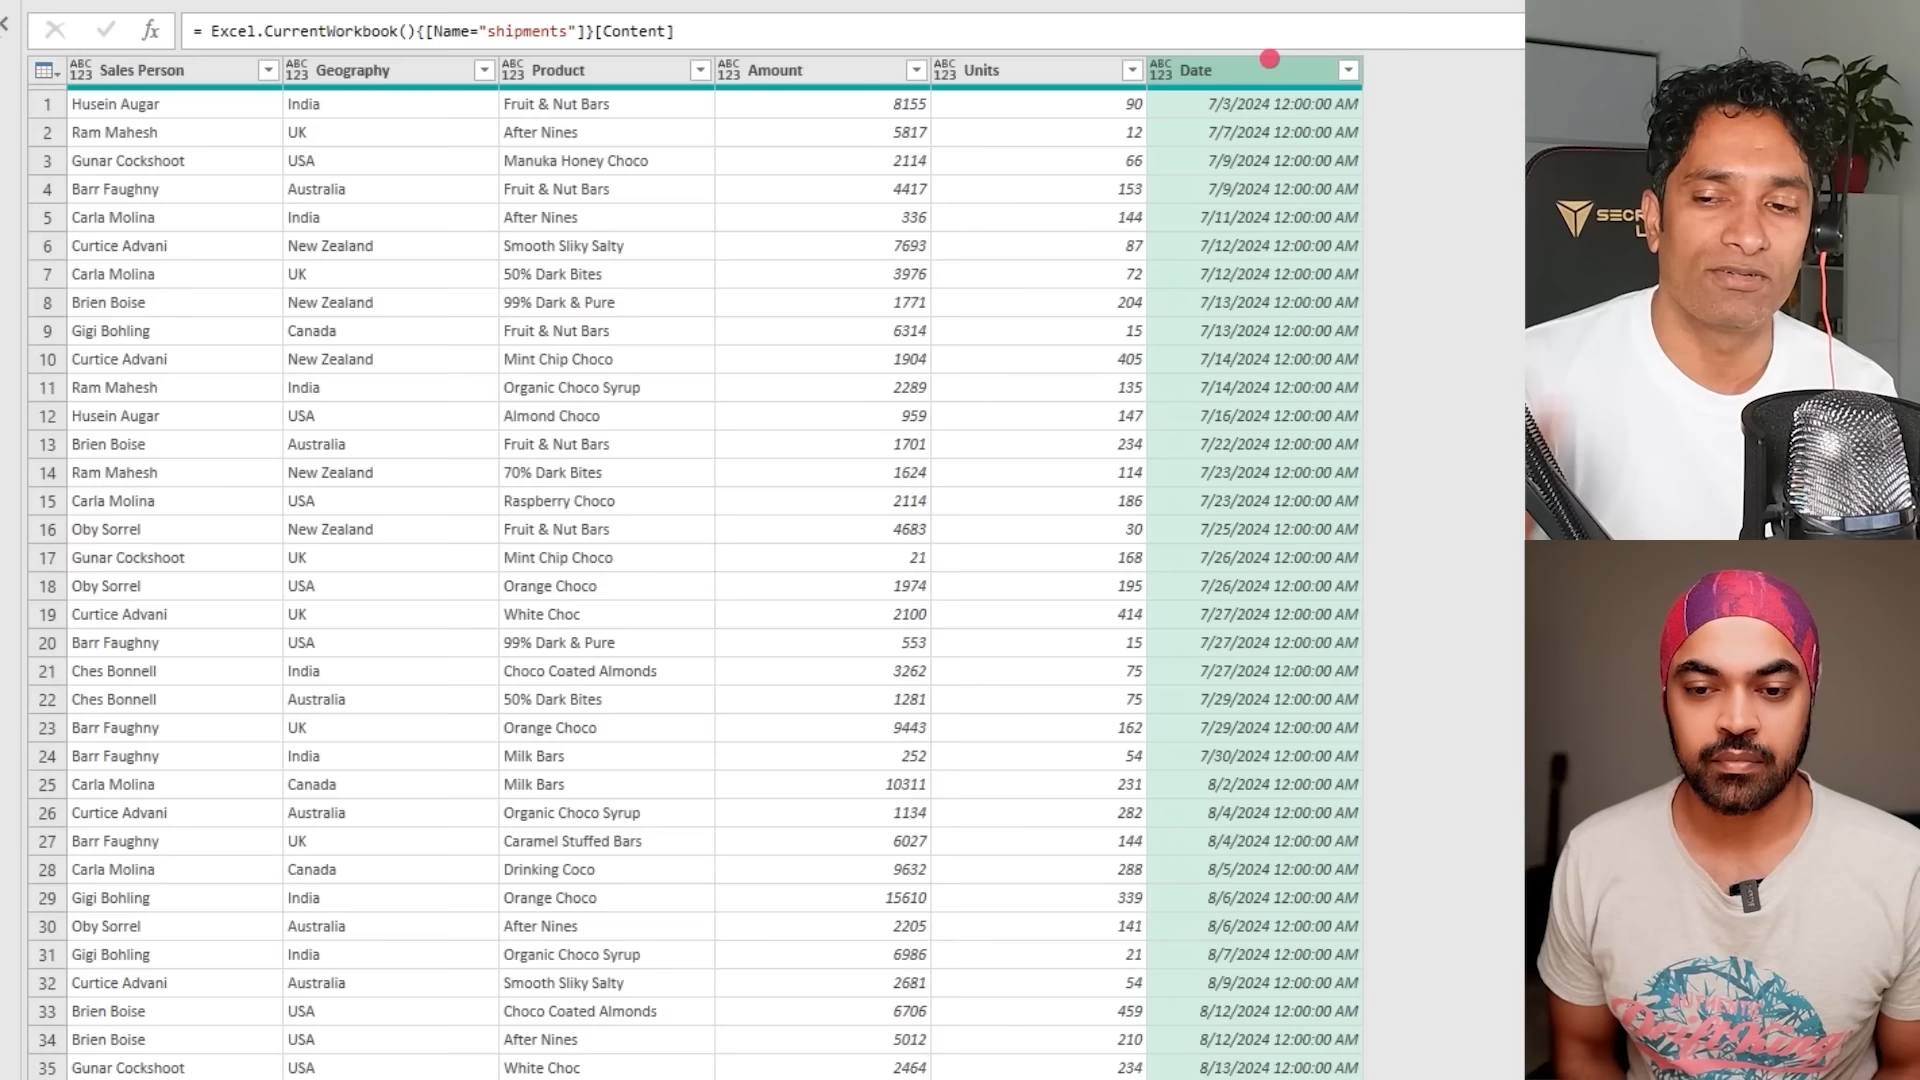 fx = Excel.CurrentWorkbook(){[Name="shipments"]}[Content]
ABC 123 Sales Person ABC 123 Geography ABC 123 Product ABC 123 Amount ABC 123 Units ABC 123 Date
1 Husein Augar India Fruit & Nut Bars 8155 90 7/3/2024 12:00:00 AM
2 Ram Mahesh UK After Nines 5817 12 7/7/2024 12:00:00 AM
3 Gunar Cockshoot USA Manuka Honey Choco 2114 66 7/9/2024 12:00:00 AM
4 Barr Faughny Australia Fruit & Nut Bars 4417 153 7/9/2024 12:00:00 AM
5 Carla Molina India After Nines 336 144 7/11/2024 12:00:00 AM
6 Curtice Advani New Zealand Smooth Sliky Salty 7693 87 7/12/2024 12:00:00 AM
7 Carla Molina UK 50% Dark Bites 3976 72 7/12/2024 12:00:00 AM
8 Brien Boise New Zealand 99% Dark & Pure 1771 204 7/13/2024 12:00:00 AM
9 Gigi Bohling Canada Fruit & Nut Bars 6314 15 7/13/2024 12:00:00 AM
10 Curtice Advani New Zealand Mint Chip Choco 1904 405 7/14/2024 12:00:00 AM
11 Ram Mahesh India Organic Choco Syrup 2289 135 7/14/2024 12:00:00 AM
12 Husein Augar USA Almond Choco 959 147 7/16/2024 12:00:00 AM
13 Brien Boise Australia Fruit & Nut Bars 1701 234 7/22/2024 12:00:00 AM
14 Ram Mahesh New Zealand 70% Dark Bites 1624 114 7/23/2024 12:00:00 AM
15 Carla Molina USA Raspberry Choco 2114 186 7/23/2024 12:00:00 AM
16 Oby Sorrel New Zealand Fruit & Nut Bars 4683 30 7/25/2024 12:00:00 AM
17 Gunar Cockshoot UK Mint Chip Choco 21 168 7/26/2024 12:00:00 AM
18 Oby Sorrel USA Orange Choco 1974 195 7/26/2024 12:00:00 AM
19 Curtice Advani UK White Choc 2100 414 7/27/2024 12:00:00 AM
20 Barr Faughny USA 99% Dark & Pure 553 15 7/27/2024 12:00:00 AM
21 Ches Bonnell India Choco Coated Almonds 3262 75 7/27/2024 12:00:00 AM
22 Ches Bonnell Australia 50% Dark Bites 1281 75 7/29/2024 12:00:00 AM
23 Barr Faughny UK Orange Choco 9443 162 7/29/2024 12:00:00 AM
24 Barr Faughny India Milk Bars 252 54 7/30/2024 12:00:00 AM
25 Carla Molina Canada Milk Bars 10311 231 8/2/2024 12:00:00 AM
26 Curtice Advani Australia Organic Choco Syrup 1134 282 8/4/2024 12:00:00 AM
27 Barr Faughny UK Caramel Stuffed Bars 6027 144 8/4/2024 12:00:00 AM
28 Carla Molina Canada Drinking Coco 9632 288 8/5/2024 12:00:00 AM
29 Gigi Bohling India Orange Choco 15610 339 8/6/2024 12:00:00 AM
30 Oby Sorrel Australia After Nines 2205 141 8/6/2024 12:00:00 AM
31 Gigi Bohling India Organic Choco Syrup 6986 21 8/7/2024 12:00:00 AM
32 Curtice Advani Australia Smooth Sliky Salty 2681 54 8/9/2024 12:00:00 AM
33 Brien Boise USA Choco Coated Almonds 6706 459 8/12/2024 12:00:00 AM
34 Brien Boise USA After Nines 5012 210 8/12/2024 12:00:00 AM
35 Gunar Cockshoot USA White Choc 2464 234 8/13/2024 12:00:00 AM
SECR
L
AUTHENTIC